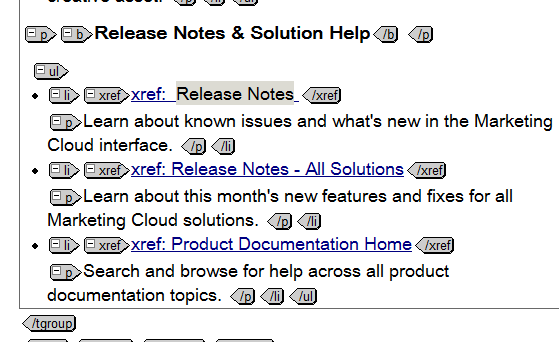 creative asset. /p /li /ul
p b Release Notes & Solution Help /b /p
ul
• li xref xref: Release Notes /xref
p Learn about known issues and what's new in the Marketing
Cloud interface. /p /li
• li xref xref: Release Notes - All Solutions /xref
p Learn about this month's new features and fixes for all
Marketing Cloud solutions. /p /li
• li xref xref: Product Documentation Home /xref
p Search and browse for help across all product
documentation topics. /p /li /ul
/tgroup